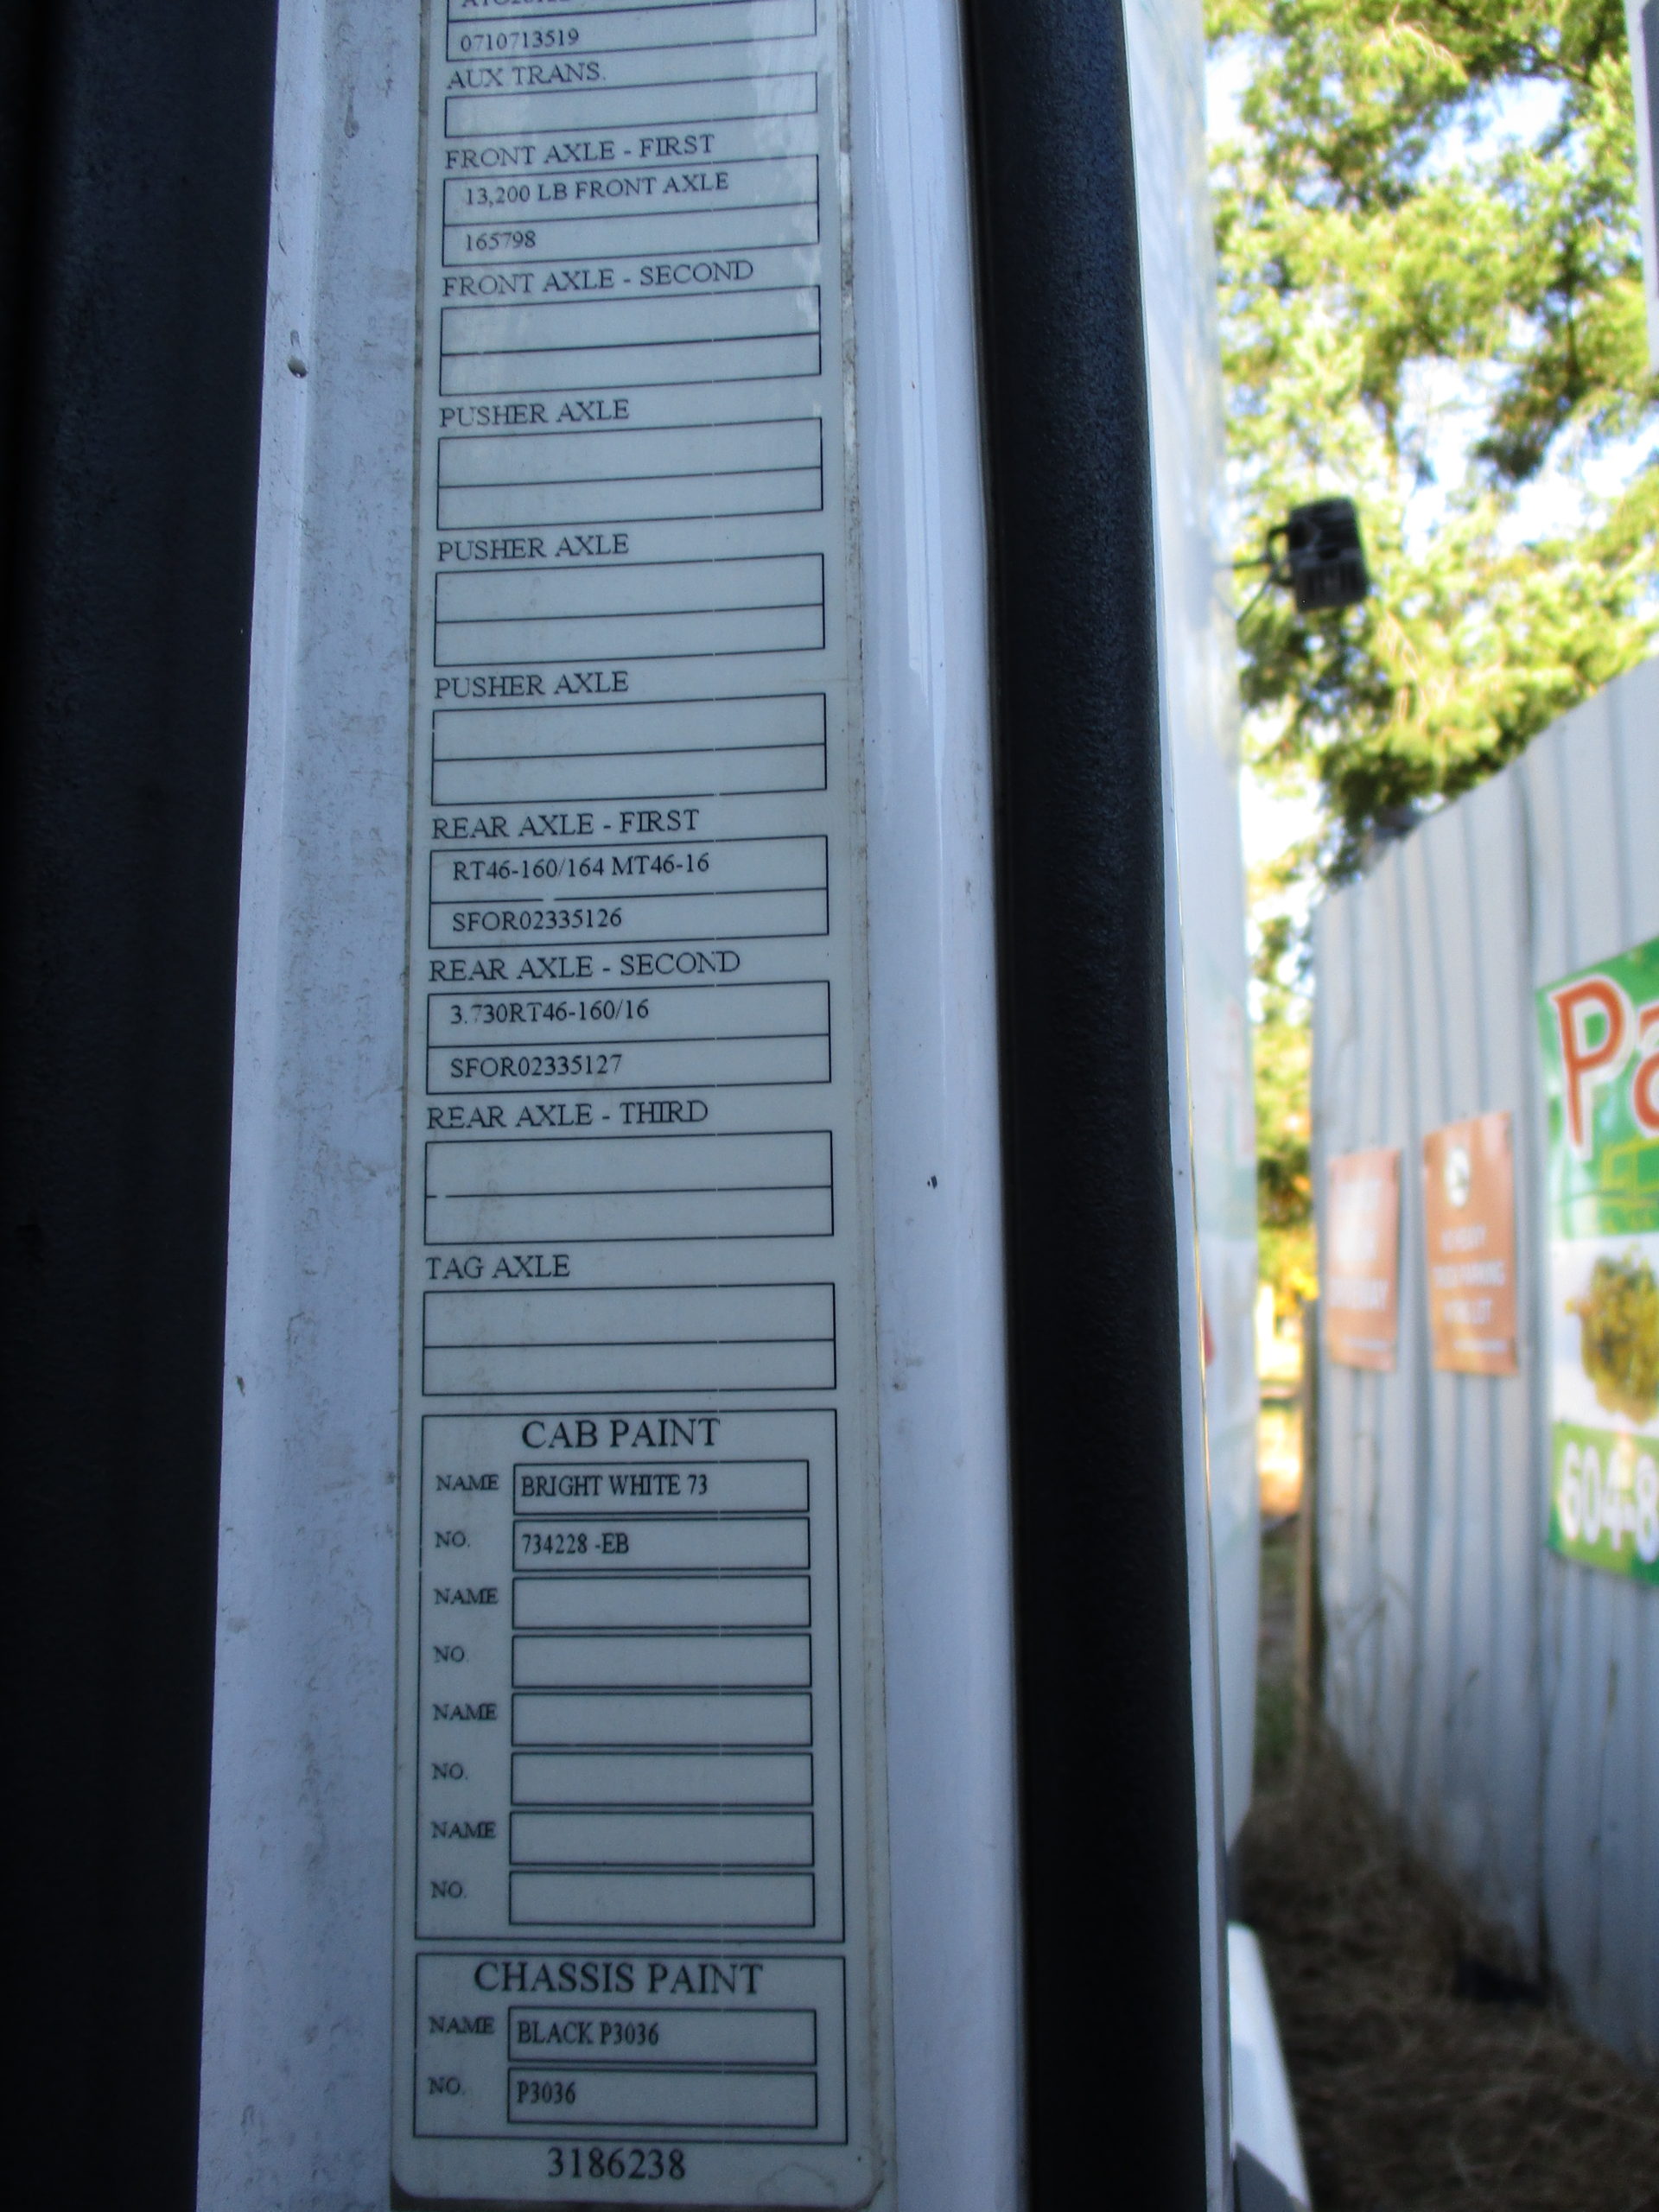 0710713519
AUX TRANS.
FRONT AXLE - FIRST
13,200 LB FRONT AXLE
165798
FRONT AXLE - SECOND
PUSHER AXLE
PUSHER AXLE
PUSHER AXLE
REAR AXLE - FIRST
RT46-160/164 MT46-16
SFOR02335126
REAR AXLE - SECOND
3.730RT46-160/16
SFOR02335127
REAR AXLE - THIRD
TAG AXLE
CAB PAINT
NAME BRIGHT WHITE 73
NO. 734228 -EB
NAME
NO.
NAME
NO.
NAME
NO.
CHASSIS PAINT
NAME BLACK P3036
NO. P3036
3186238
Pa
604-8